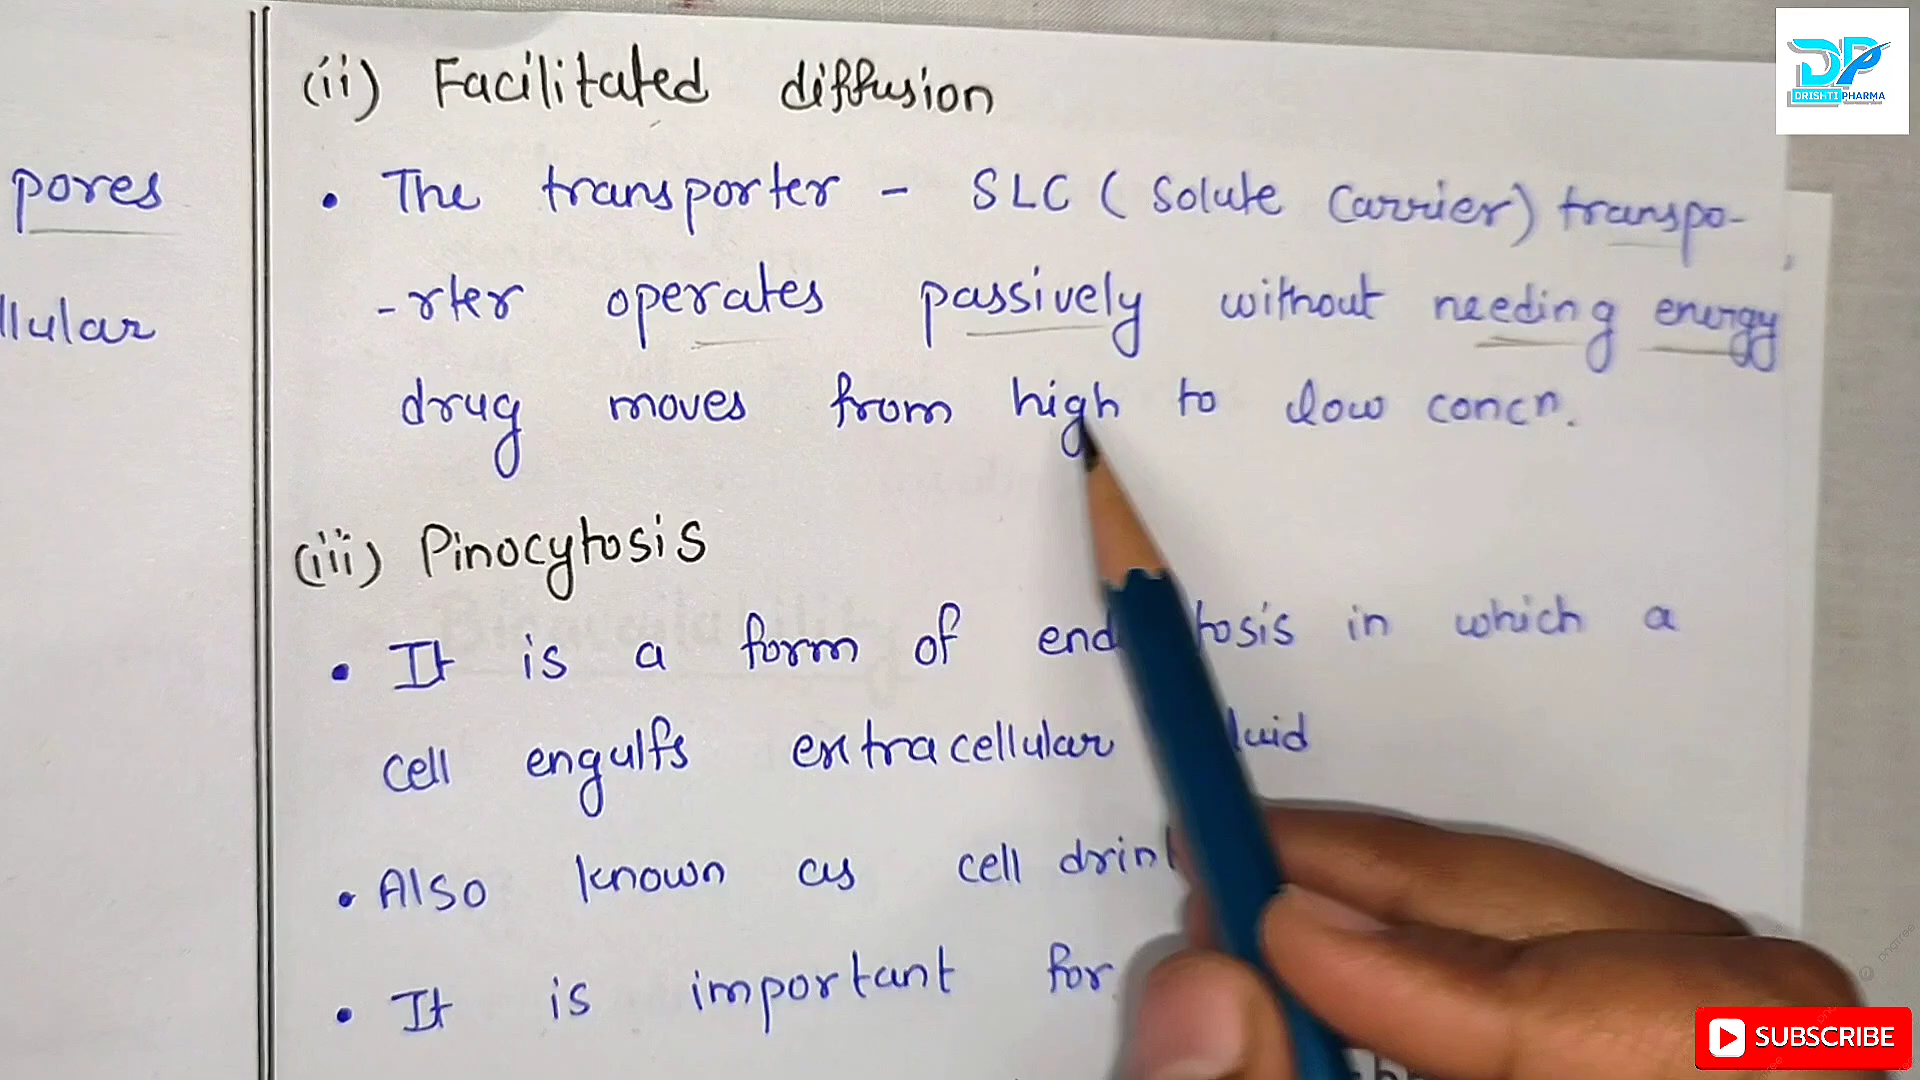 pores
llular
(ii) Facilitated diffusion
• The transporter - SLC (Solute Carrier) transpo-
-rter operates passively without needing energy
drug moves from high to low concn.
(iii) Pinocytosis
• It is a form of end tosis in which a
cell engulfs extracellular luid
• Also known as cell drin
• It is important for
DP
DRISHTI PHARMA
SUBSCRIBE